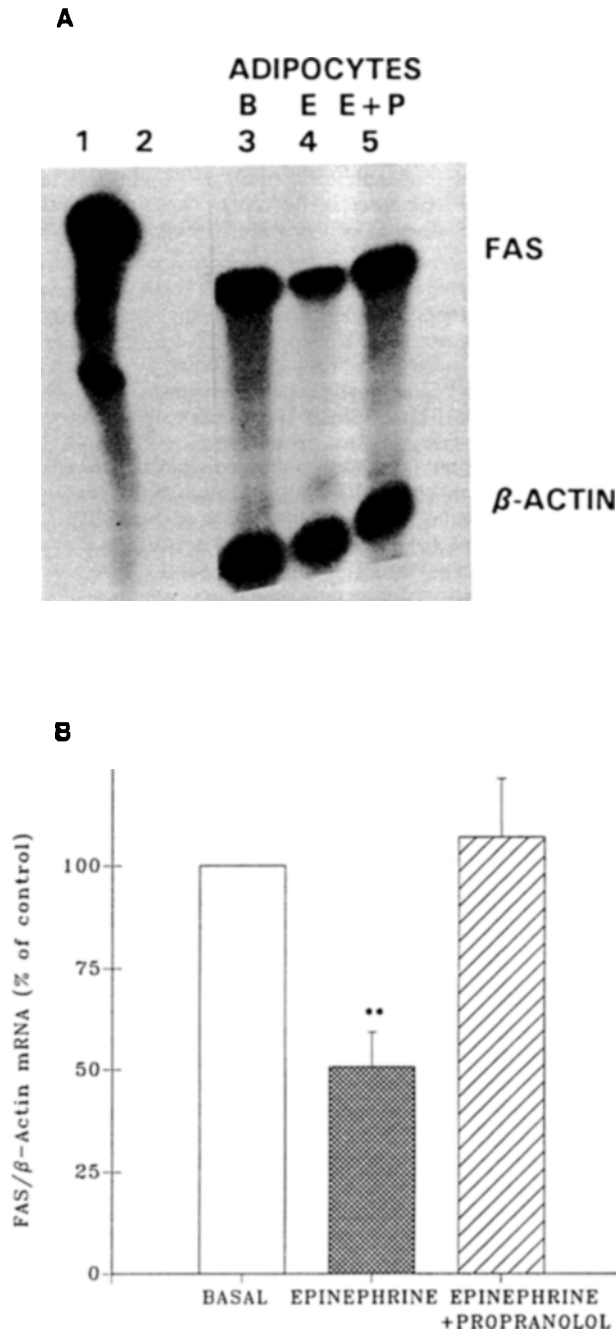 A
ADIPOCYTES
B E E + P
1 2 3 4 5
FAS
β-ACTIN
B
FAS/β-Actin mRNA (% of control)
100
75
50
25
0
••
BASAL EPINEPHRINE EPINEPHRINE
+PROPRANOLOL